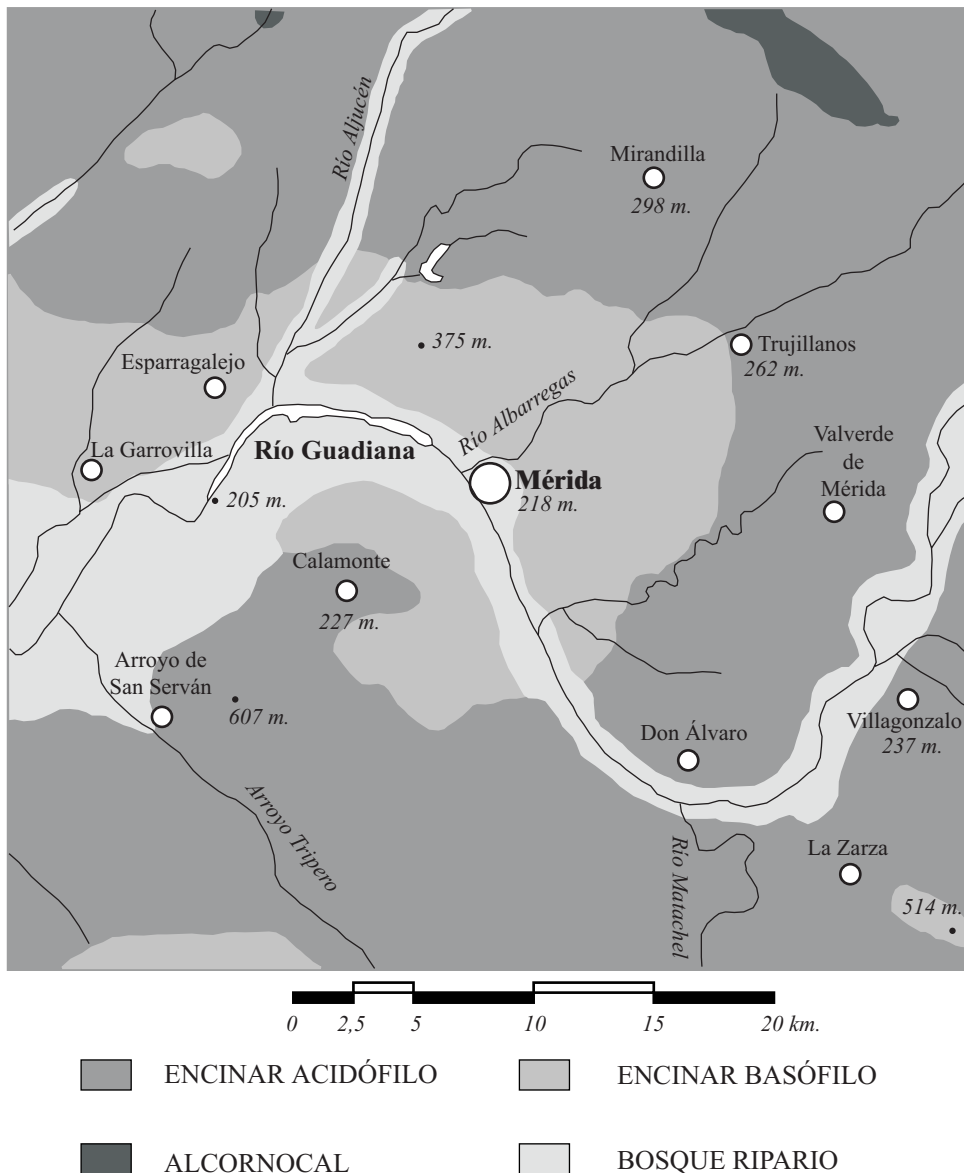 Río Aljucén
Mirandilla
298 m.
375 m.
Esparragalejo
Trujillanos
262 m.
Río Albarregas
La Garrovilla
Río Guadiana
Valverde
de
Mérida
Mérida
218 m.
205 m.
Calamonte
227 m.
Arroyo de
San Serván
607 m.
Villagonzalo
237 m.
Don Álvaro
Arroyo Tripero
Río Matachel
La Zarza
514 m.
0 2,5 5 10 15 20 km.
ENCINAR ACIDÓFILO
ENCINAR BASÓFILO
ALCORNOCAL
BOSQUE RIPARIO